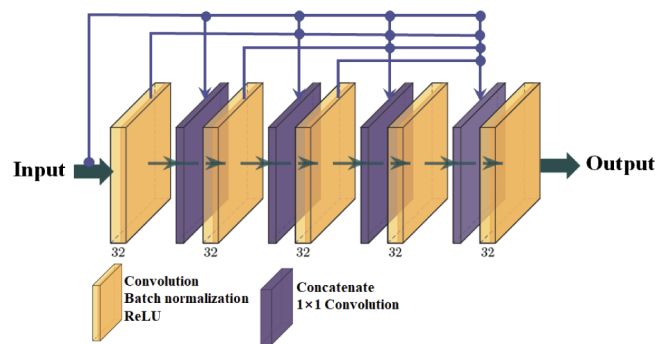 Input
Output
32
32
32
32
32
Convolution
Batch normalization
ReLU
Concatenate
1×1 Convolution